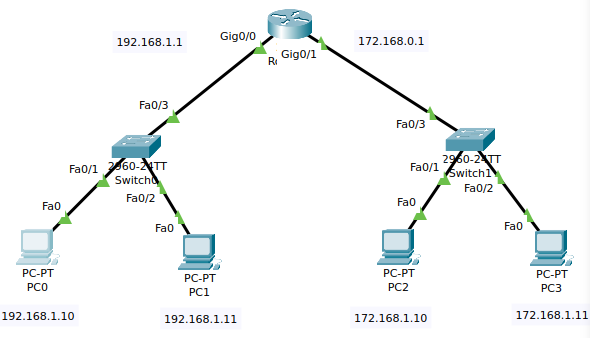 192.168.1.1
Gig0/0
Gig0/1
172.168.0.1
Fa0/3
Fa0/3
2960-24TT
Switch0
2960-24TT
Switch1
Fa0/1
Fa0/2
Fa0/1
Fa0/2
Fa0
Fa0
Fa0
Fa0
PC-PT
PC0
PC-PT
PC1
PC-PT
PC2
PC-PT
PC3
192.168.1.10
192.168.1.11
172.168.1.10
172.168.1.11